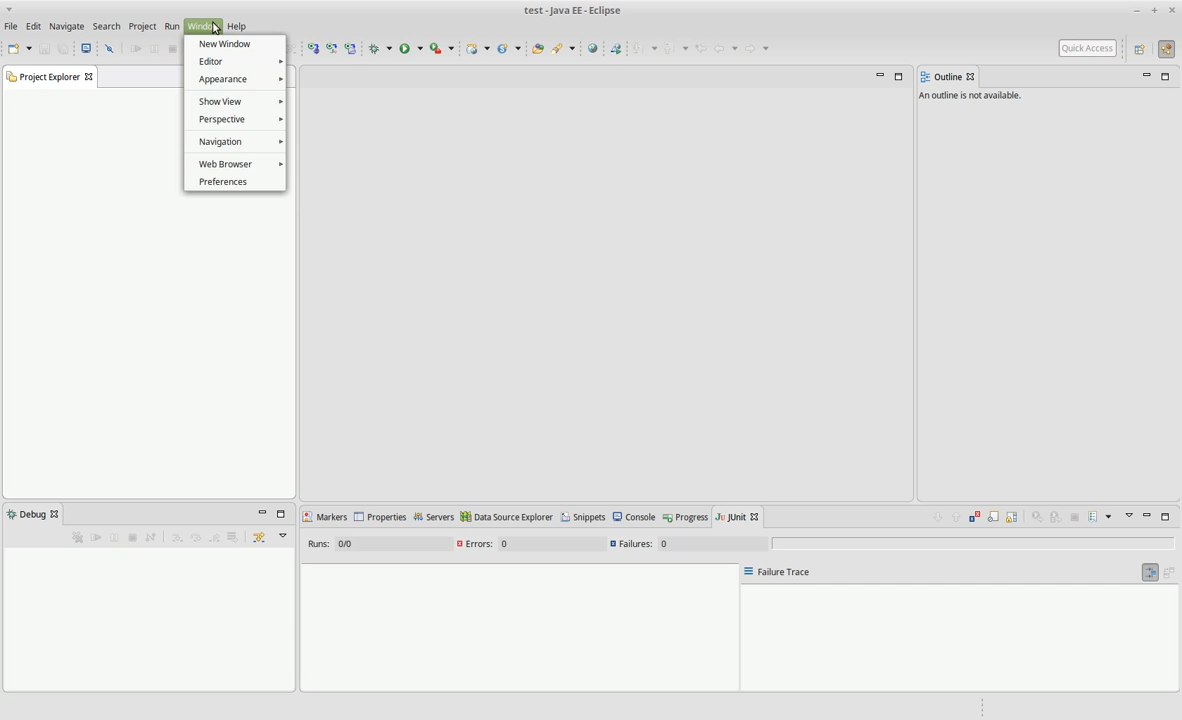 test - Java EE - Eclipse
File Edit Navigate Search Project Run Window Help
Quick Access
New Window
Editor
Appearance
Show View
Perspective
Navigation
Web Browser
Preferences
Project Explorer
Outline
An outline is not available.
Debug
Markers Properties Servers Data Source Explorer Snippets Console Progress JUnit
Runs: 0/0 Errors: 0 Failures: 0
Failure Trace